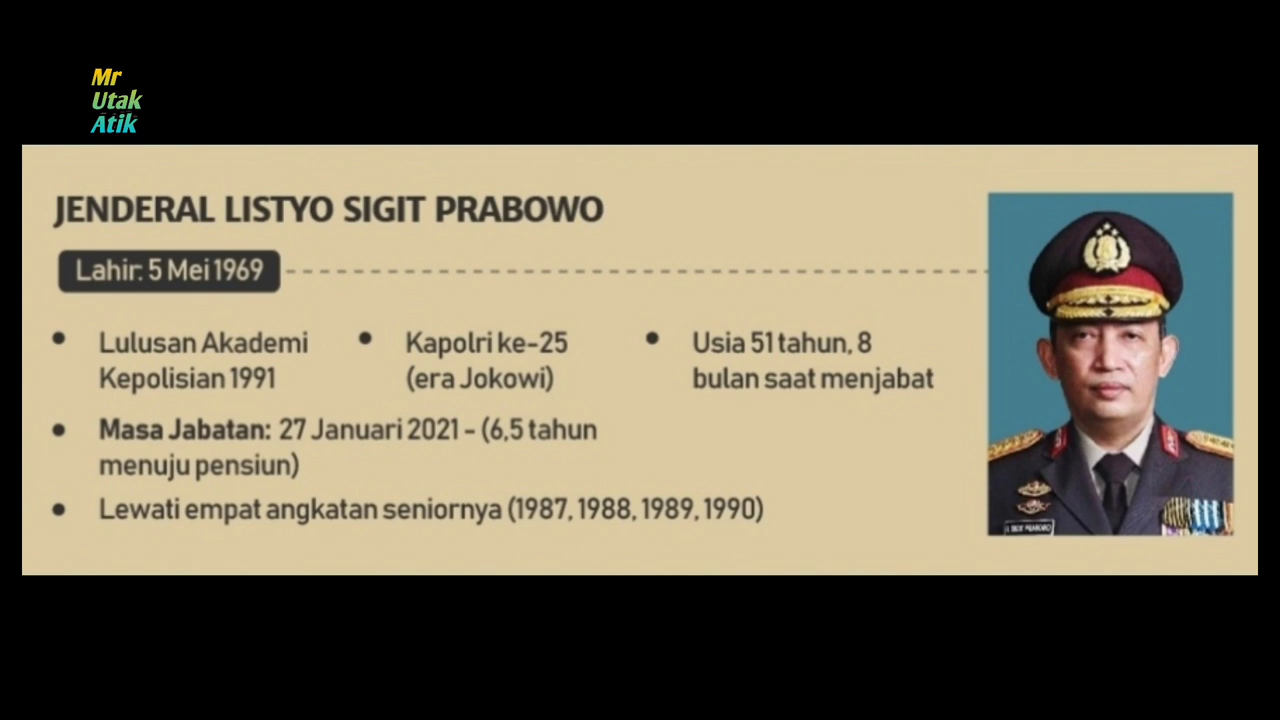 Mr
Utak
Atik
JENDERAL LISTYO SIGIT PRABOWO
Lahir: 5 Mei 1969
• Lulusan Akademi
Kepolisian 1991
• Kapolri ke-25
(era Jokowi)
• Usia 51 tahun, 8
bulan saat menjabat
• Masa Jabatan: 27 Januari 2021 - (6,5 tahun
menuju pensiun)
• Lewati empat angkatan seniornya (1987, 1988, 1989, 1990)